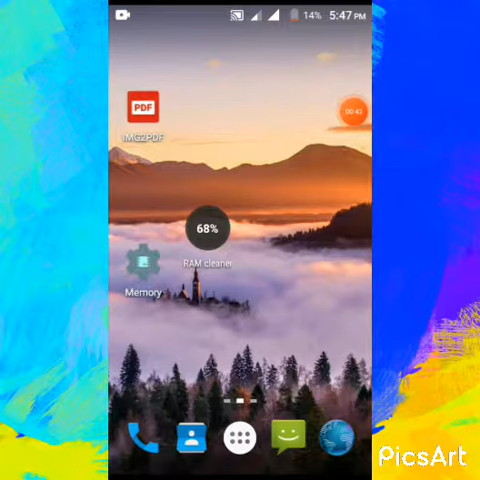 14% 5:47 PM
PDF
IMG2PDF
00:42
68%
RAM cleaner
Memory
PicsArt